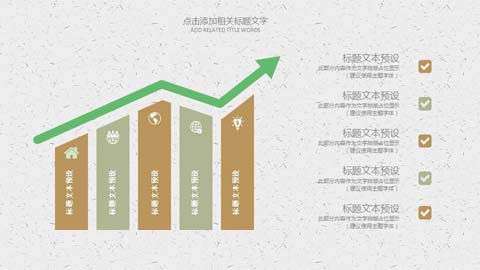 点击添加相关标题文字
ADD RELATED TITLE WORDS
标题文本预设
标题文本预设
标题文本预设
标题文本预设
标题文本预设
标题文本预设
此部分内容作为文字排版占位显示
（建议使用主题字体）
标题文本预设
此部分内容作为文字排版占位显示
（建议使用主题字体）
标题文本预设
此部分内容作为文字排版占位显示
（建议使用主题字体）
标题文本预设
此部分内容作为文字排版占位显示
（建议使用主题字体）
标题文本预设
此部分内容作为文字排版占位显示
（建议使用主题字体）